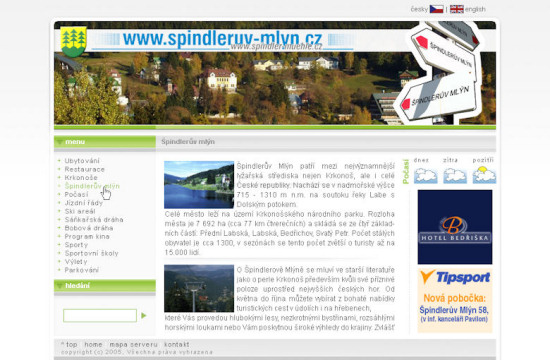 česky | english
www.spindleruv-mlyn.cz
www.spindlermuehle.cz
ŠPINDLERŮV MLÝN
ŠPINDLERŮV MLÝN
menu
Ubytování
Restaurace
Krkonoše
Špindlerův mlýn
Počasí
Jízdní řády
Ski areál
Sáňkařská dráha
Bobová dráha
Program kina
Sporty
Sportovní školy
Výlety
Parkování
hledání
Špindlerův mlýn
Špindlerův Mlýn patří mezi nejvýznamnější
lyžařská střediska nejen Krkonoš, ale i celé
České republiky. Nachází se v nadmořské výšce
715 - 1310 m n.m. na soutoku řeky Labe s
Dolským potokem.
Celé město leží na území Krkonošského národního parku. Rozloha
města je 7 692 ha (cca 77 km čtverečních) a skládá se ze čtyř základ-
ních částí: Přední Labská, Labská, Bedřichov, Svatý Petr. Počet stálých
obyvatel je cca 1300, v sezónách se tento počet zvětší o turisty až na
15.000 lidí.
O Špindlerově Mlýně se mluví ve starší literatuře
jako o perle Krkonoš především kvůli své příznivé
poloze uprostřed nejvyšších českých hor. Od
května do října můžete vybírat z bohaté nabídky
turistických cest v údolích i na hřebenech,
které Vás provedou hlubokými lesy, nezkrotnými bystřinami, rozsáhlými
horskými loukami nebo Vám poskytnou široké výhledy do krajiny. Zvlášť
Počasí
dnes zítra pozítří
B
HOTEL BEDŘIŠKA
Tipsport
Nová pobočka:
Špindlerův Mlýn 58,
(v inf. kanceláři Pavilon)
^ top home mapa serveru kontakt
copyright (c) 2005, Všechna práva vyhrazena